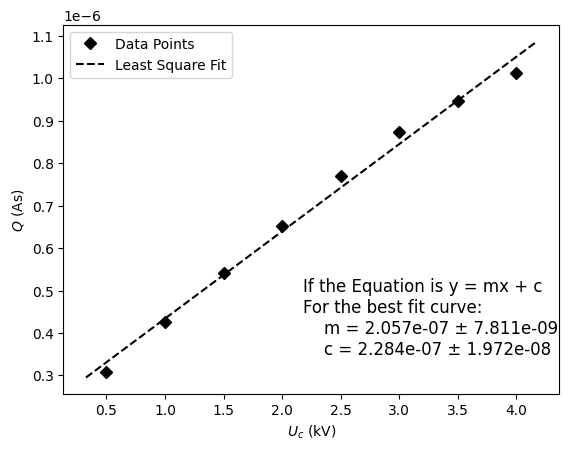 1e−6
1.1
1.0
0.9
0.8
0.7
0.6
0.5
0.4
0.3
Q (As)
Data Points
Least Square Fit
If the Equation is y = mx + c
For the best fit curve:
m = 2.057e-07 ± 7.811e-09
c = 2.284e-07 ± 1.972e-08
0.5 1.0 1.5 2.0 2.5 3.0 3.5 4.0
U_c (kV)